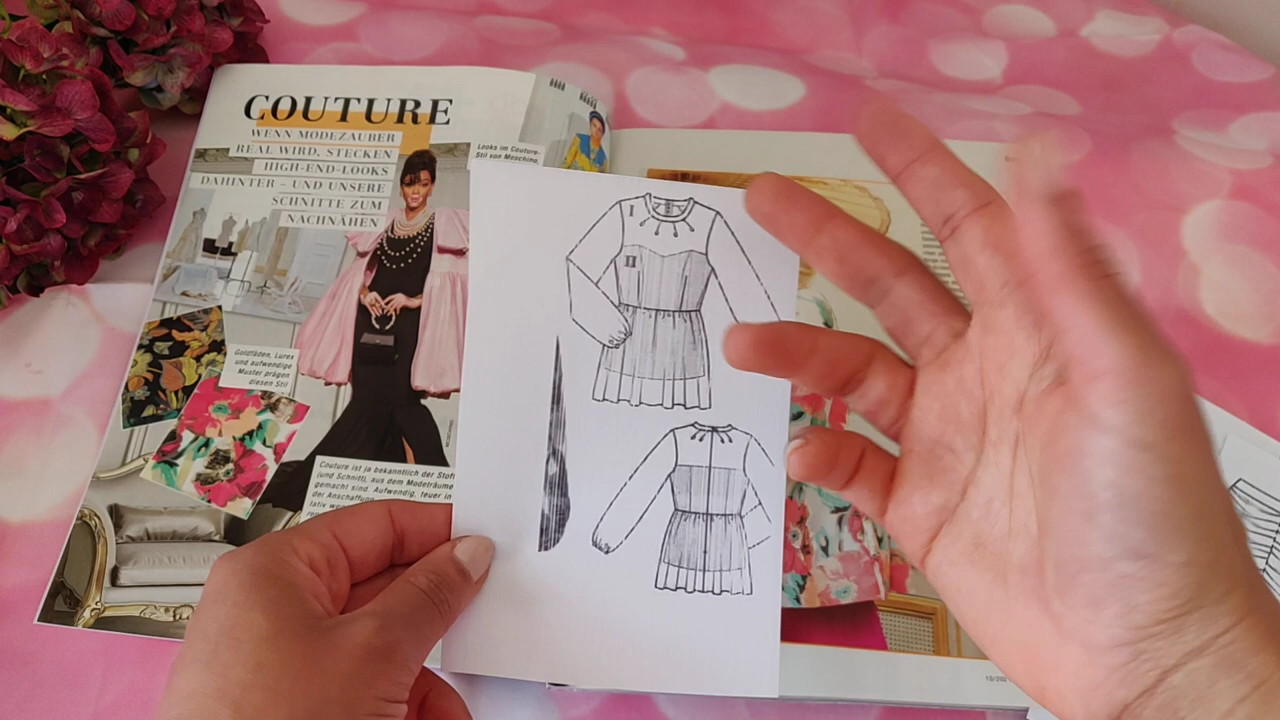 COUTURE
WENN MODEZAUBER
REAL WIRD, STECKEN
HIGH-END-LOOKS
DAHINTER – UND UNSERE
SCHNITTE ZUM
NACHNÄHEN
Looks im Couture-
Stil von Moschino,
Goldfäden, Lurex
und aufwendige
Muster prägen
diesen Stil
Couture ist ja bekanntlich der Stoff
(und Schnitt), aus dem Modeträume
gemacht sind. Aufwendig, teuer in
der Anschaffung
I
II